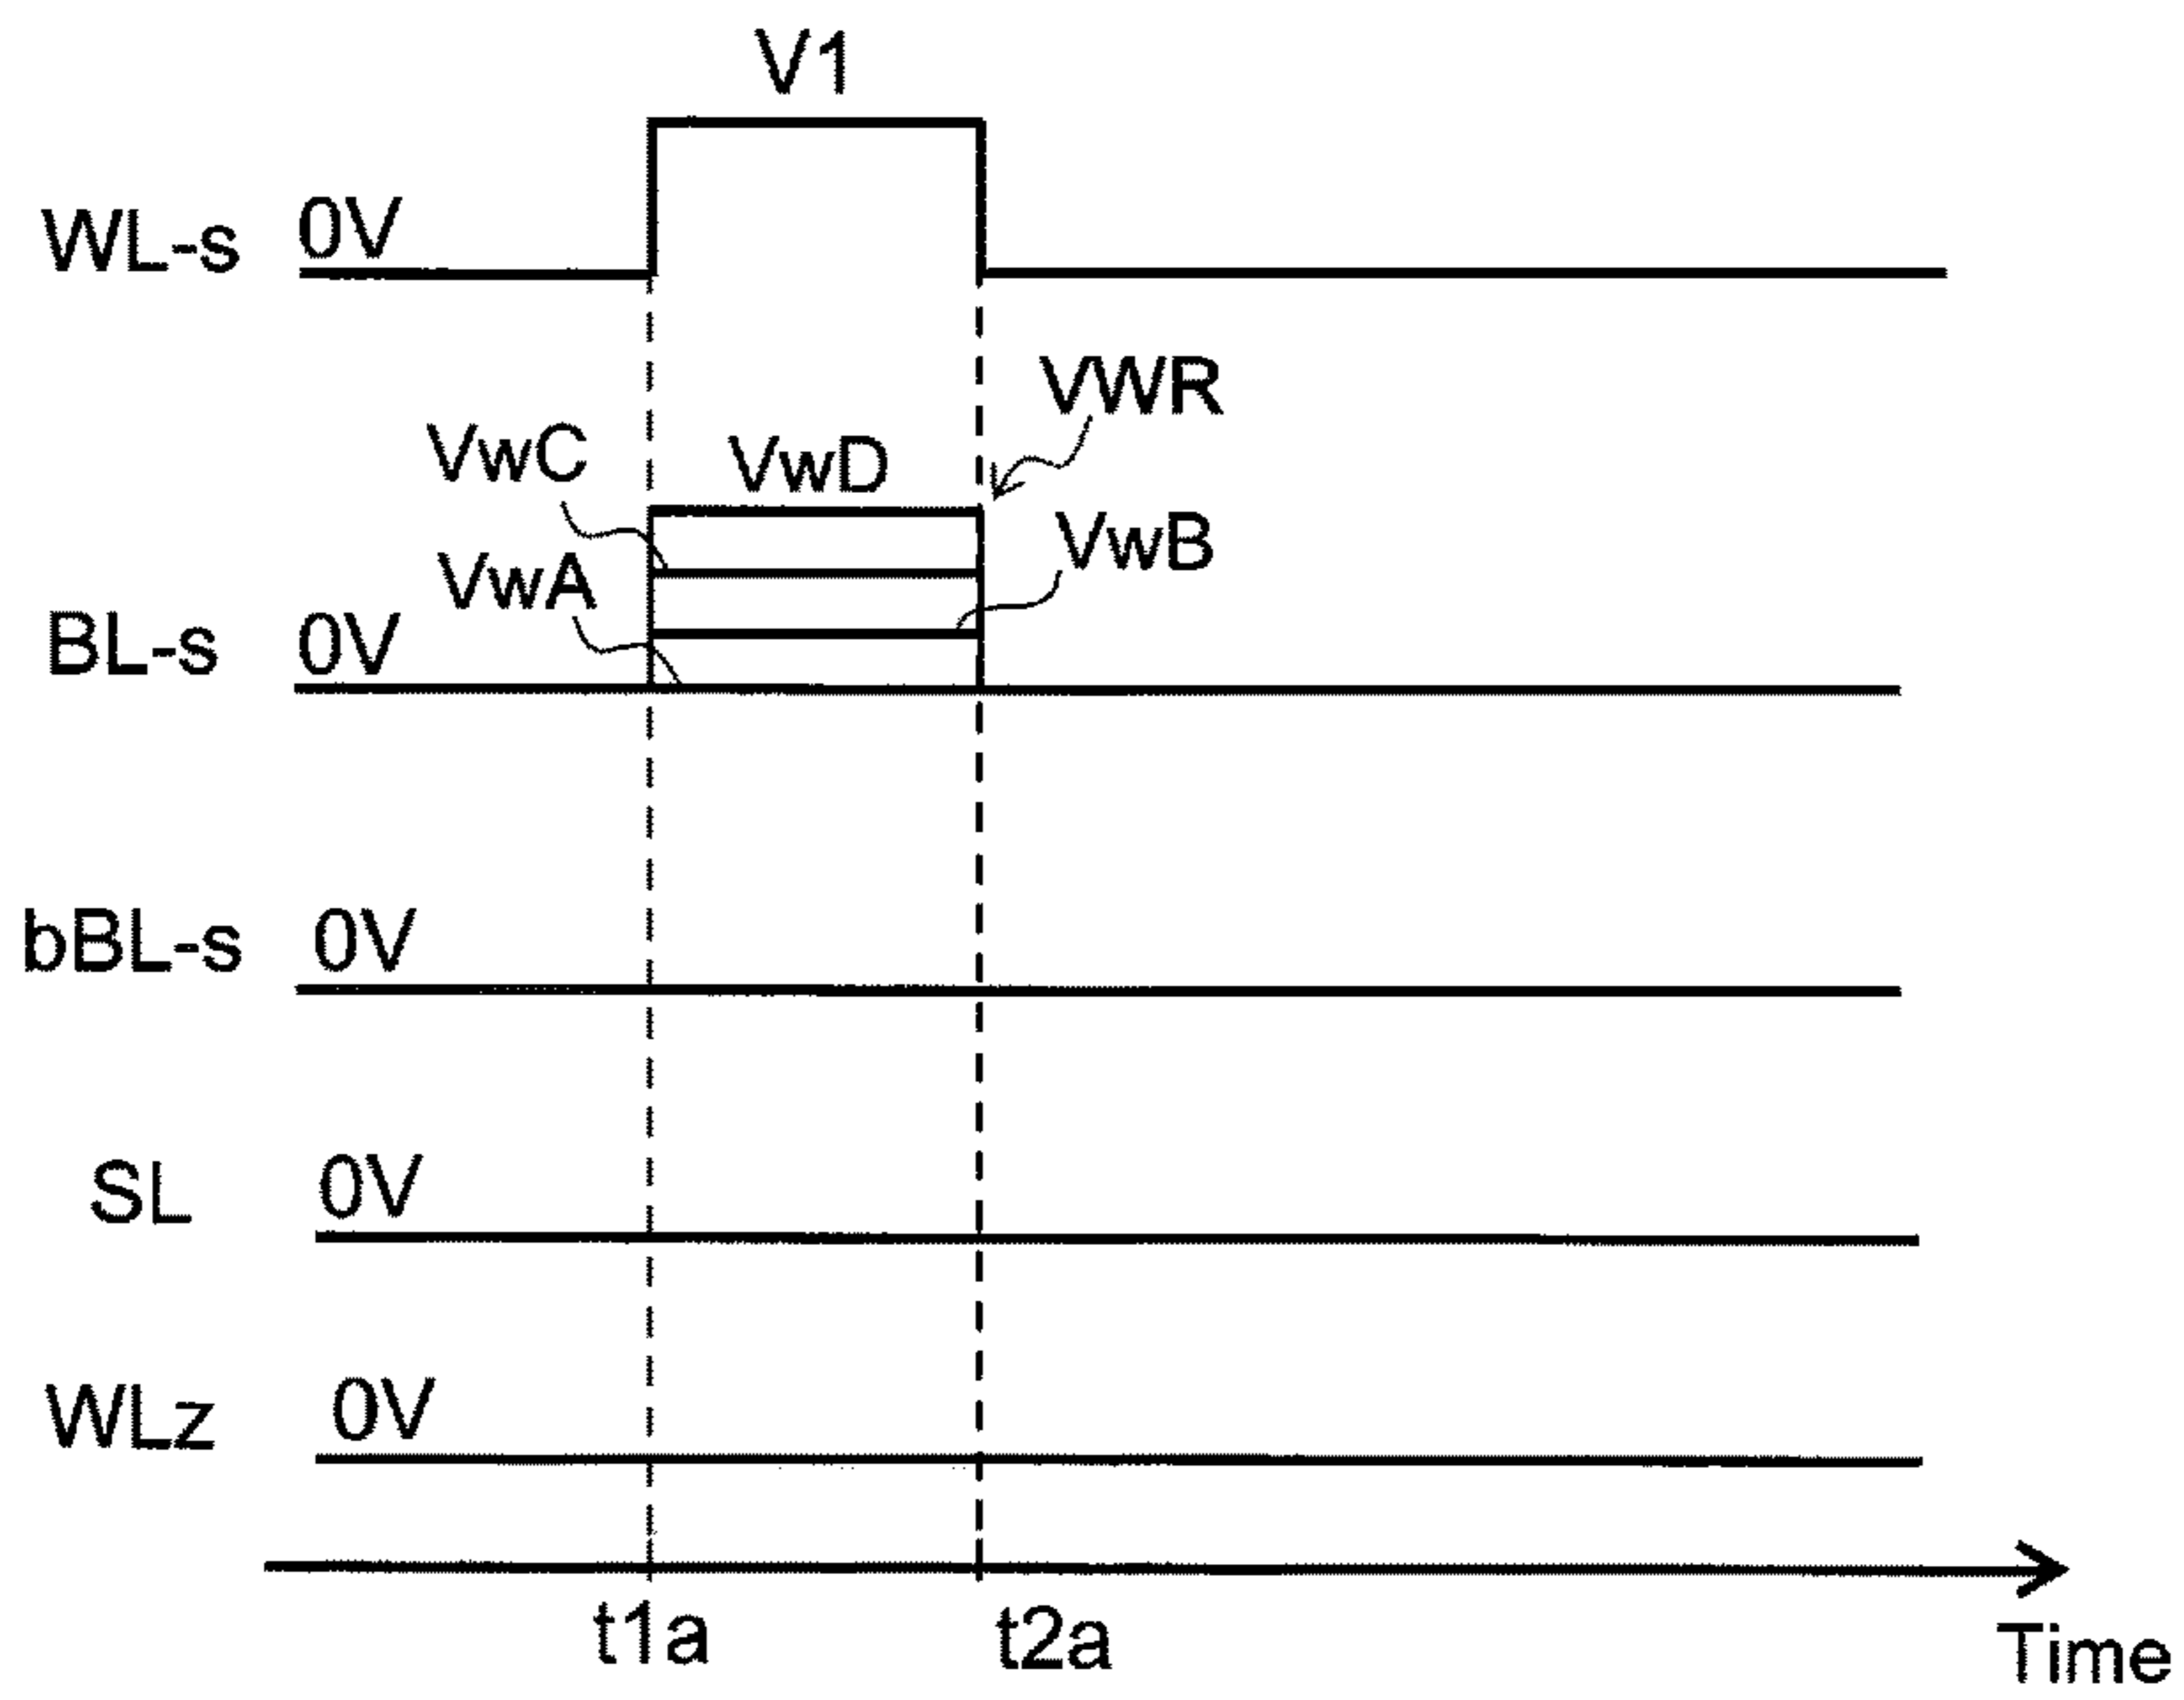 V1
WL-s 0V
VWR
VwC VwD
VwB
VwA
BL-s 0V
bBL-s 0V
SL 0V
WLz 0V
t1a t2a
Time